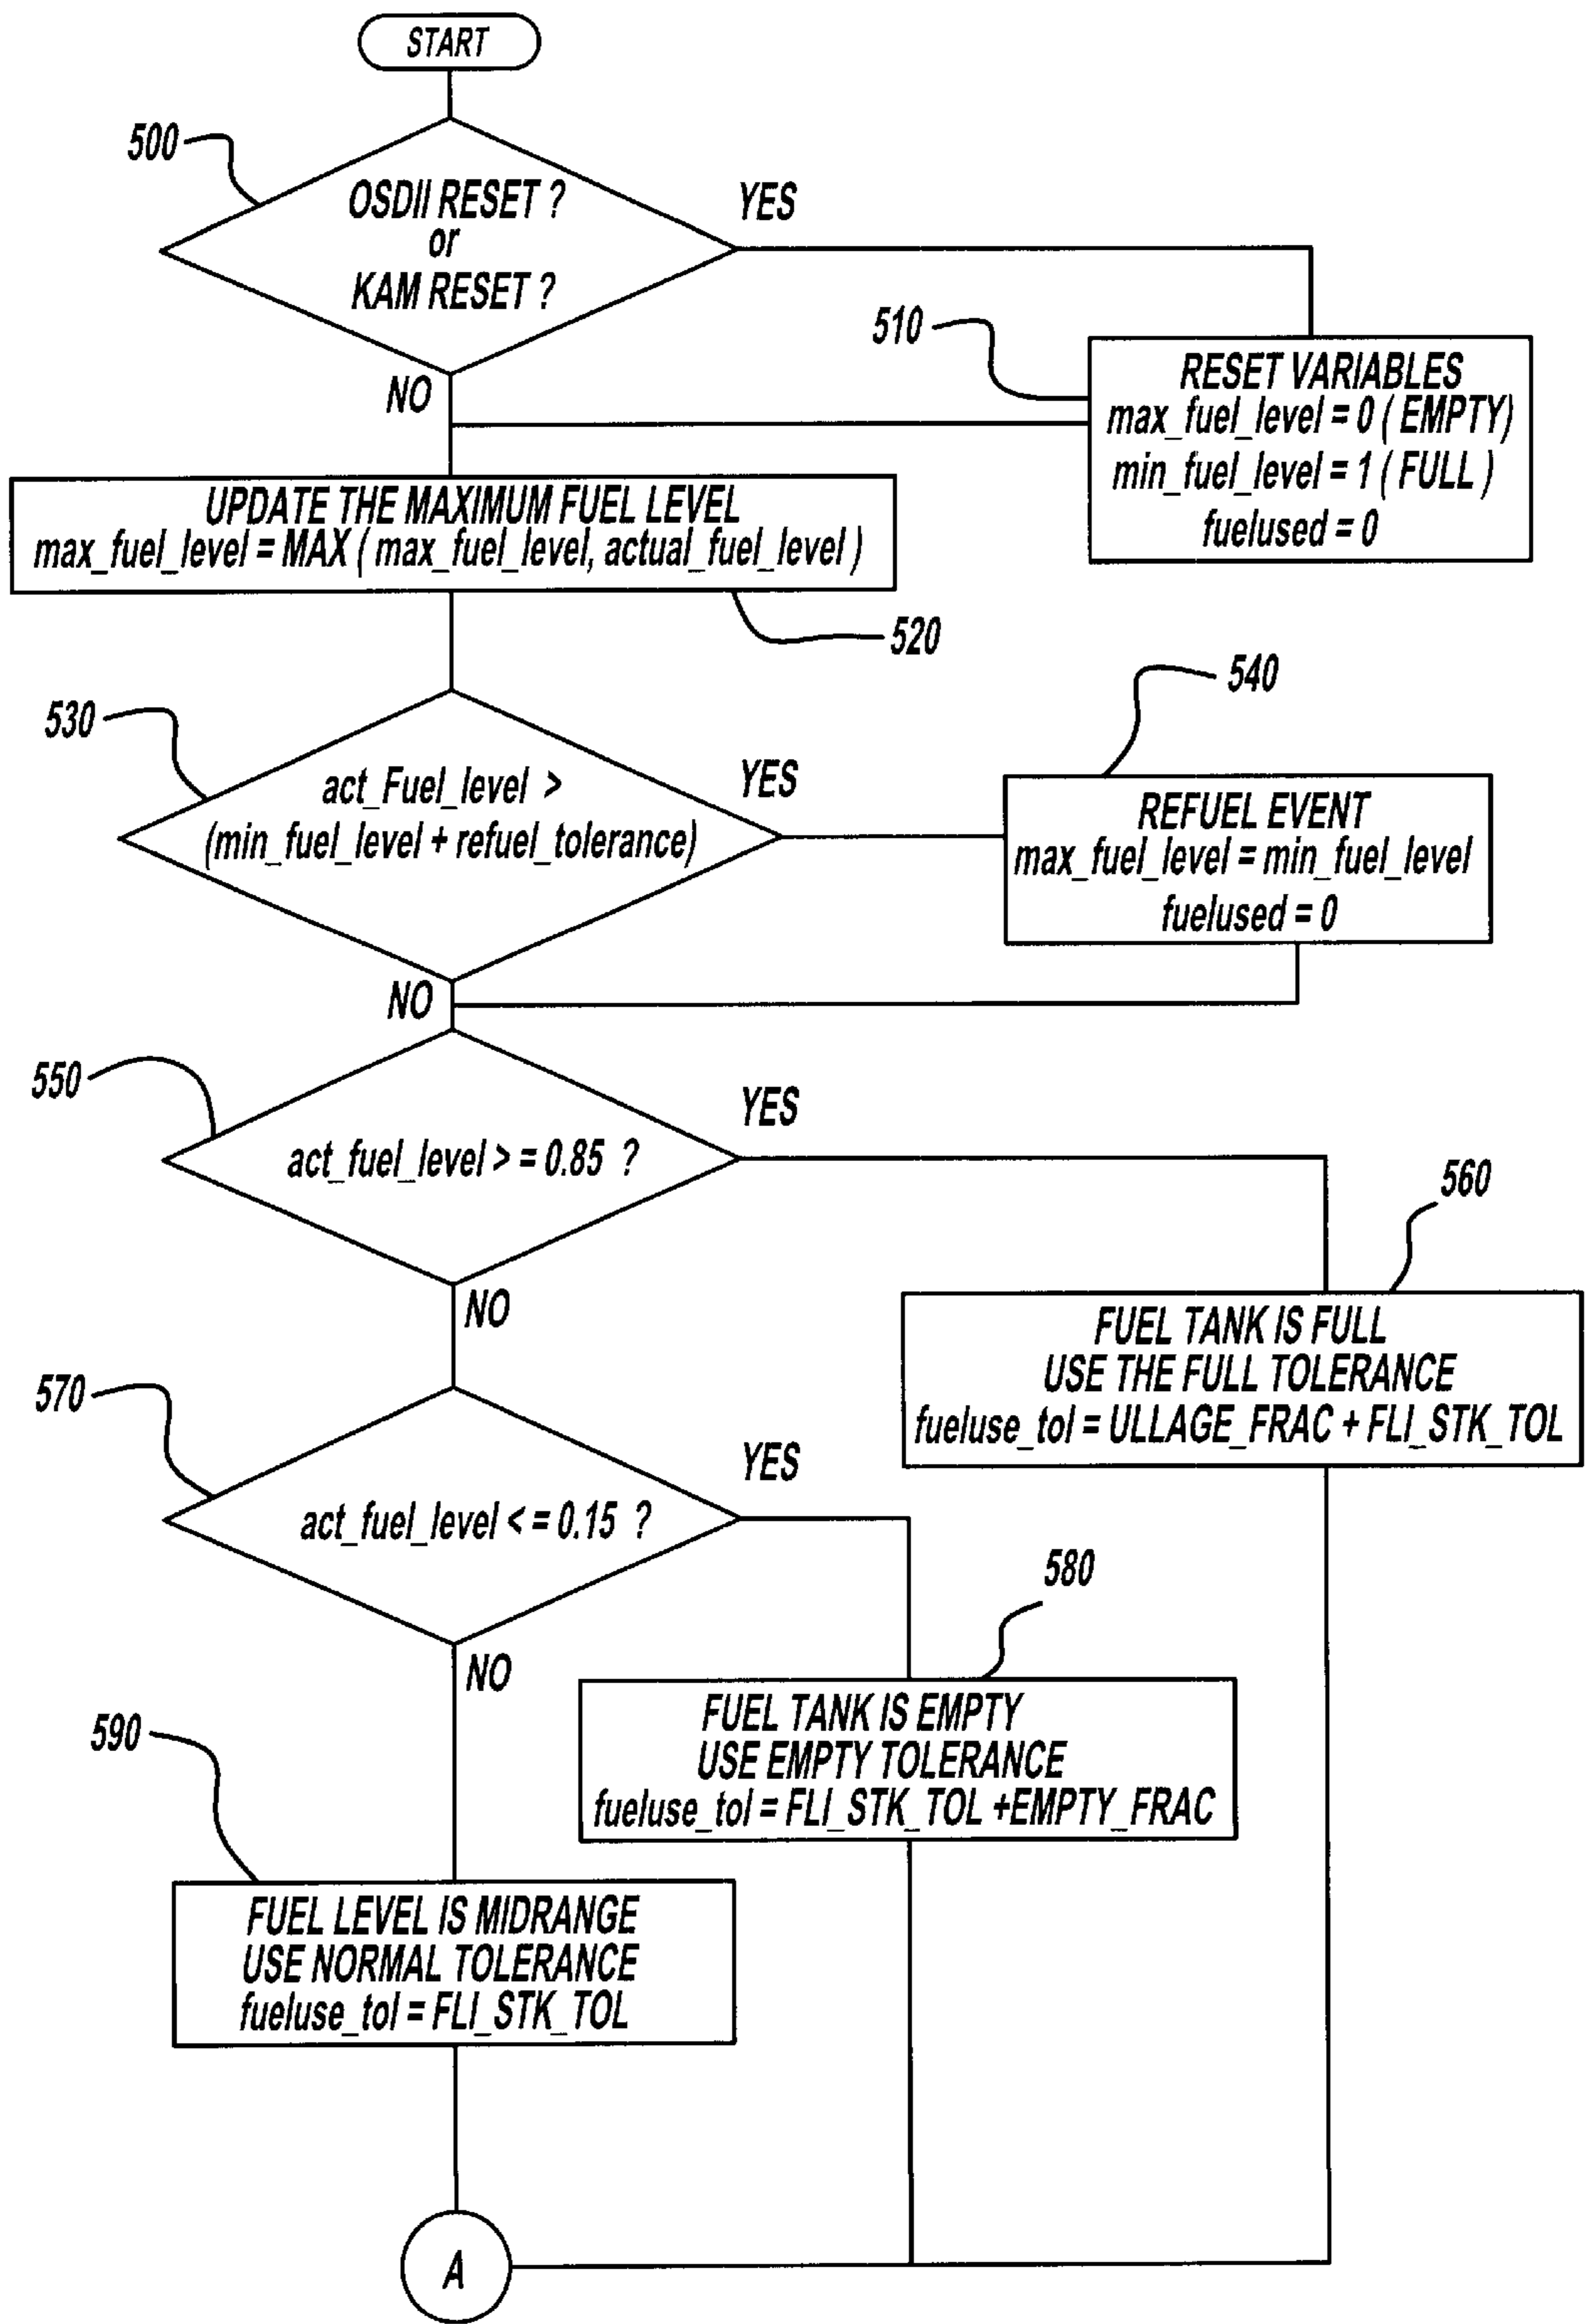 START
500
OSDII RESET ?
or
KAM RESET ?
YES
NO
510
RESET VARIABLES
max_fuel_level = 0 ( EMPTY)
min_fuel_level = 1 ( FULL )
fuelused = 0
UPDATE THE MAXIMUM FUEL LEVEL
max_fuel_level = MAX ( max_fuel_level, actual_fuel_level )
520
530
act_Fuel_level >
(min_fuel_level + refuel_tolerance)
YES
NO
540
REFUEL EVENT
max_fuel_level = min_fuel_level
fuelused = 0
550
act_fuel_level > = 0.85 ?
YES
NO
560
FUEL TANK IS FULL
USE THE FULL TOLERANCE
fueluse_tol = ULLAGE_FRAC + FLI_STK_TOL
570
act_fuel_level < = 0.15 ?
YES
NO
580
FUEL TANK IS EMPTY
USE EMPTY TOLERANCE
fueluse_tol = FLI_STK_TOL +EMPTY_FRAC
590
FUEL LEVEL IS MIDRANGE
USE NORMAL TOLERANCE
fueluse_tol = FLI_STK_TOL
A